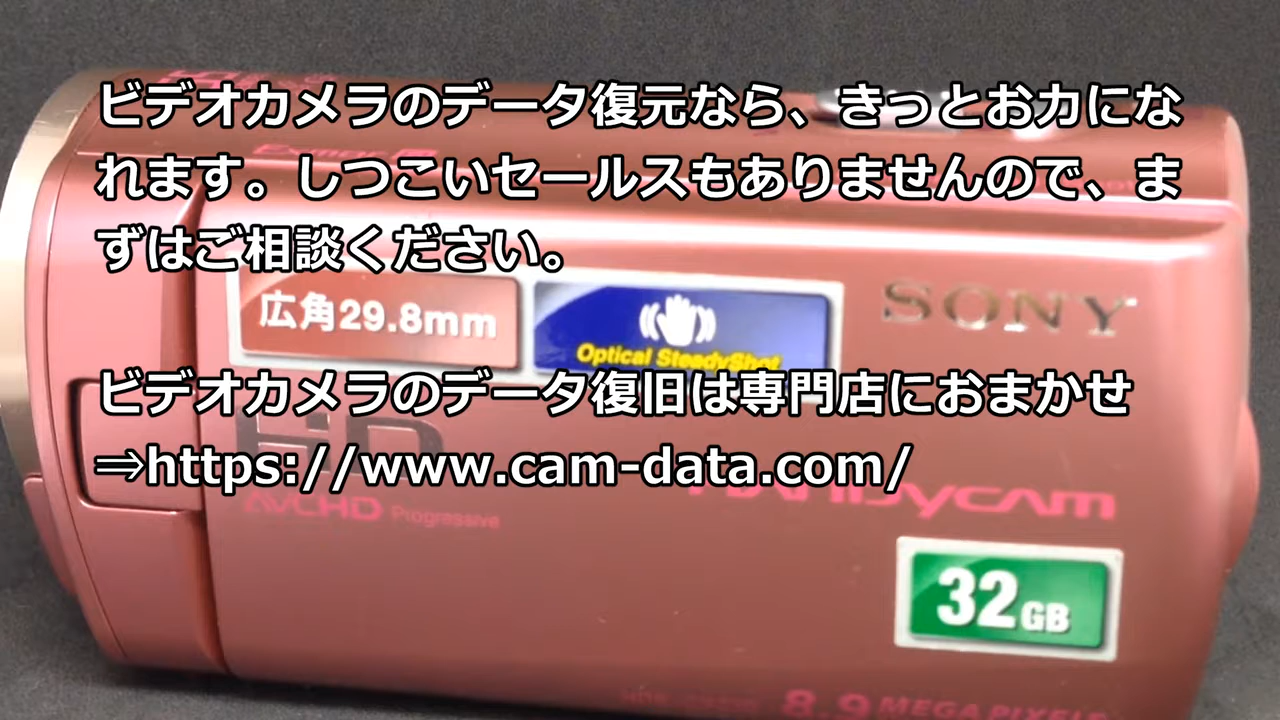 ビデオカメラのデータ復元なら、きっとお力にな
れます。しつこいセールスもありませんので、ま
ずはご相談ください。
広角29.8mm
Optical SteadyShot
SONY
ビデオカメラのデータ復旧は専門店におまかせ
HD
⇒https://www.cam-data.com/
HANDYCAM
AVCHD Progressive
32GB
8.9 MEGA PIXELS